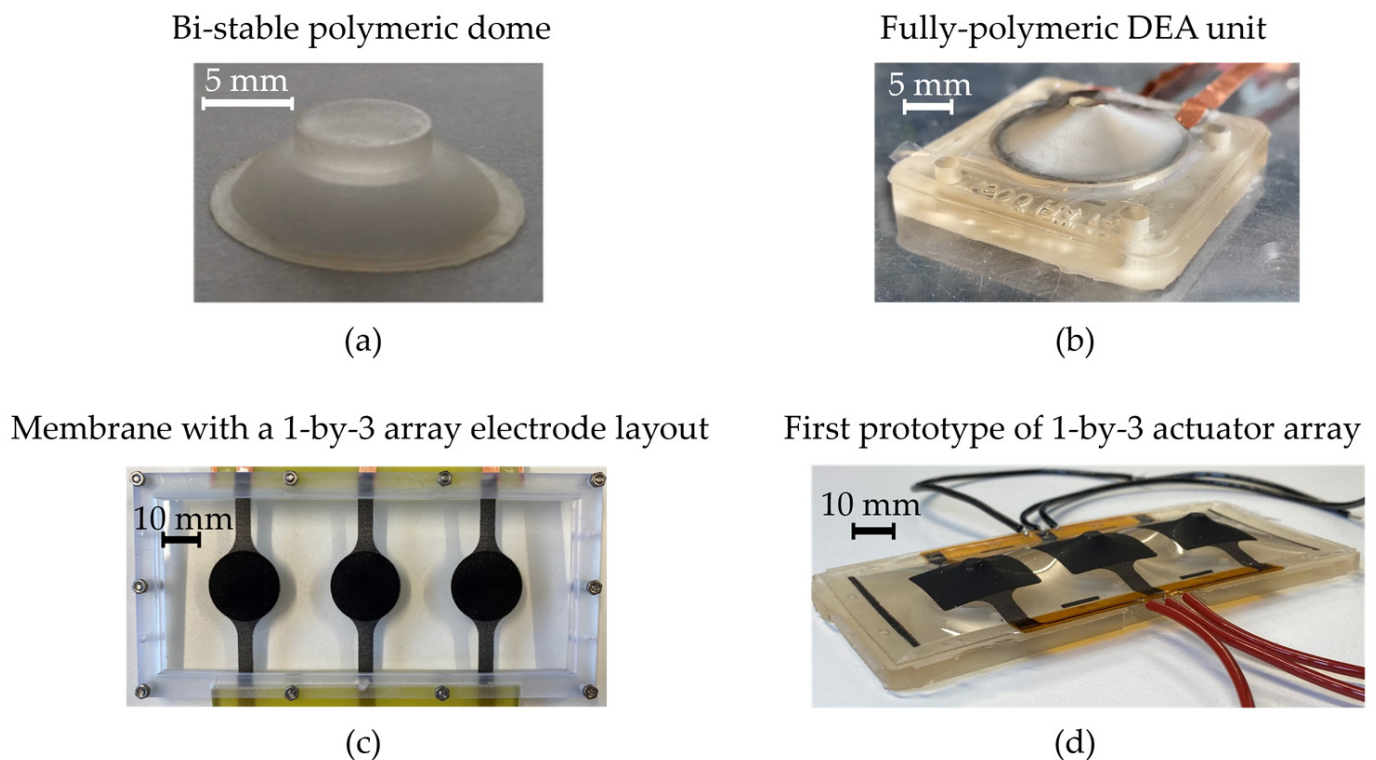 Bi-stable polymeric dome
Fully-polymeric DEA unit
5 mm
5 mm
(a)
(b)
Membrane with a 1-by-3 array electrode layout
First prototype of 1-by-3 actuator array
10 mm
10 mm
(c)
(d)